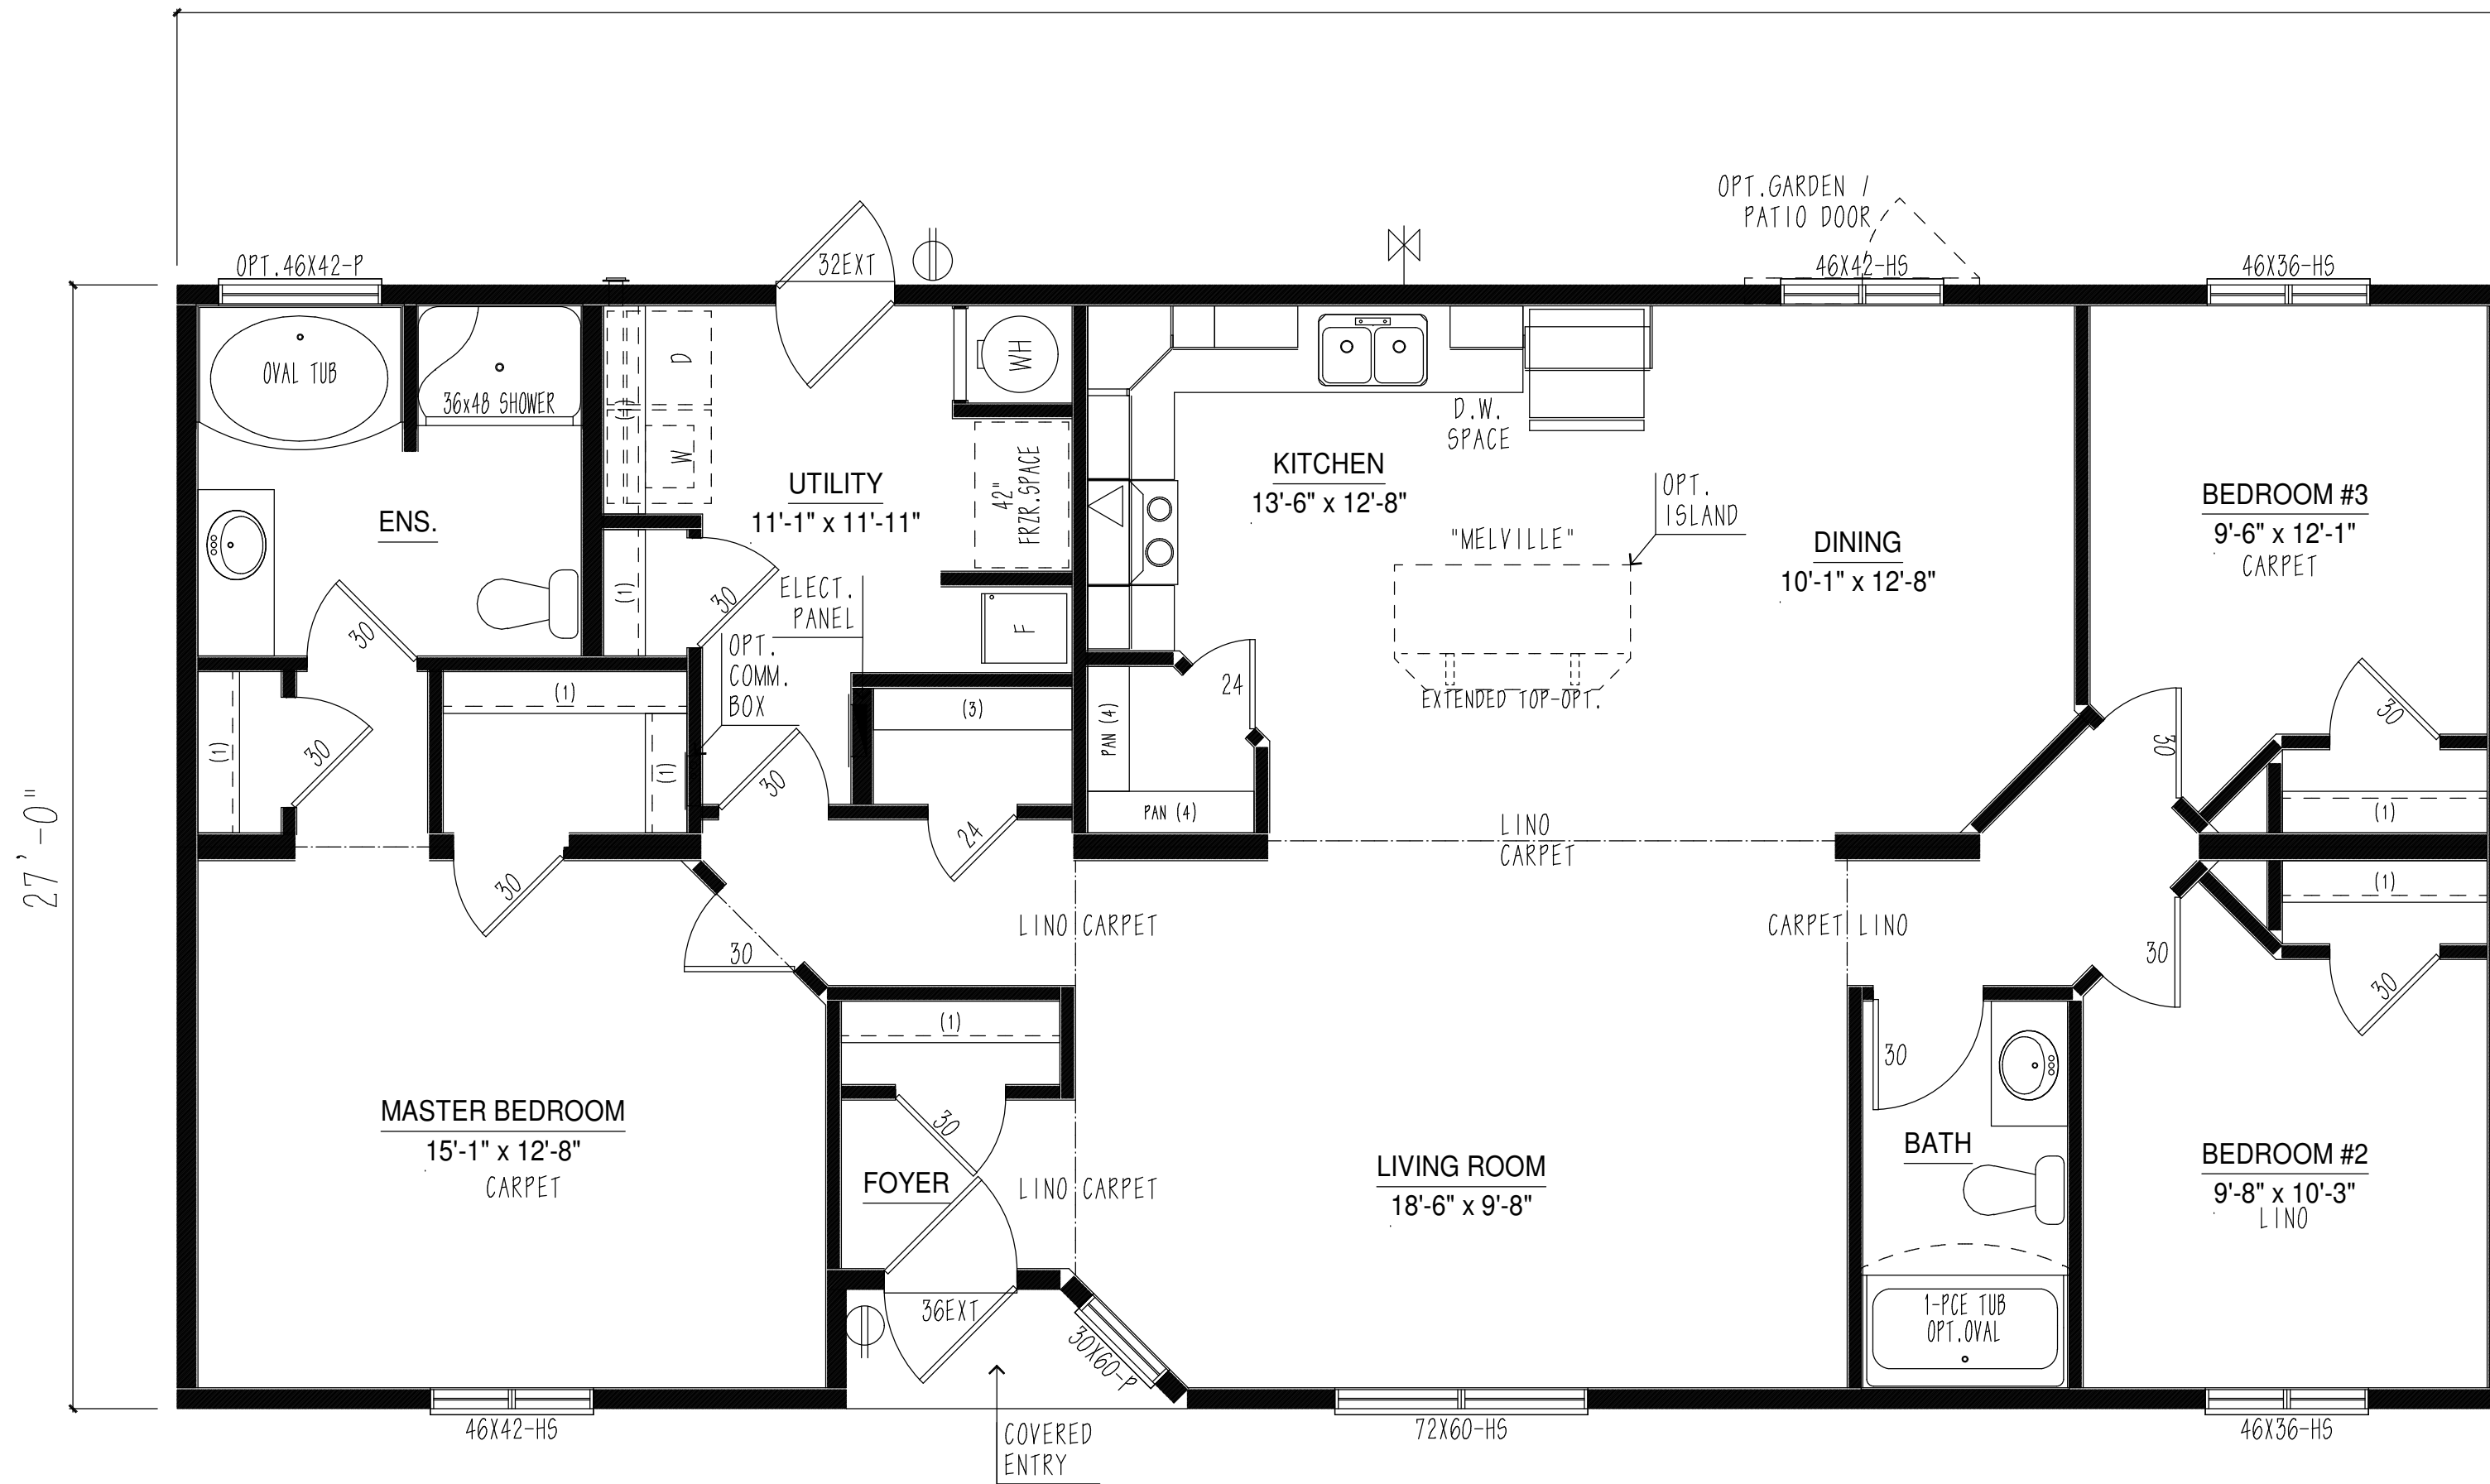 OPT.GARDEN /
PATIO DOOR
OPT.46X42-P
32EXT
46X42-HS
46X36-HS
OVAL TUB
36x48 SHOWER
D
(1)
W
WH
42"
FRZR.SPACE
D.W.
SPACE
ENS.
UTILITY
11'-1" x 11'-11"
KITCHEN
13'-6" x 12'-8"
OPT.
ISLAND
"MELVILLE"
DINING
10'-1" x 12'-8"
BEDROOM #3
9'-6" x 12'-1"
CARPET
30
(1)
30
ELECT.
PANEL
F
OPT.
COMM.
BOX
EXTENDED TOP-OPT.
24
(1)
30
(1)
(1)
30
(3)
24
PAN (4)
PAN (4)
30
30
(1)
27'-0"
LINO
CARPET
30
30
LINO CARPET
CARPET LINO
(1)
30
30
(1)
30
30
MASTER BEDROOM
15'-1" x 12'-8"
CARPET
FOYER
LINO CARPET
LIVING ROOM
18'-6" x 9'-8"
BATH
BEDROOM #2
9'-8" x 10'-3"
LINO
36EXT
30X60-P
1-PCE TUB
OPT.OVAL
46X42-HS
COVERED
ENTRY
72X60-HS
46X36-HS